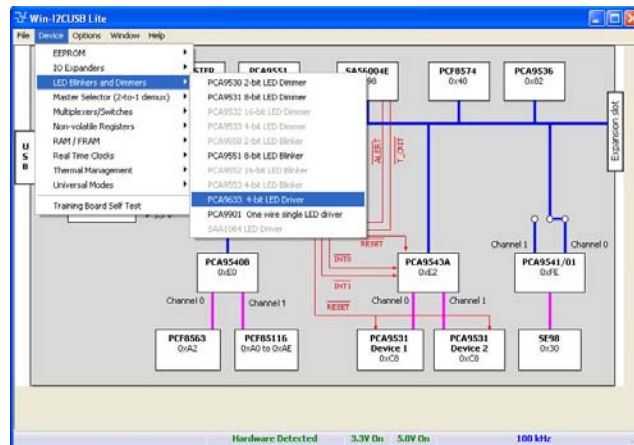 Win-I2CUSB Lite
File Device Options Window Help
EEPROM
IO Expanders
LED Blinkers and Dimmers
Master Selector (2-to-1 demux)
Multiplexers/Switches
Non-volatile Registers
RAM / FRAM
Real Time Clocks
Thermal Management
Universal Modes
Training Board Self Test
PCA9530 2-bit LED Dimmer
PCA9531 8-bit LED Dimmer
PCA9532 16-bit LED Dimmer
PCA9533 4-bit LED Dimmer
PCA9550 2-bit LED Blinker
PCA9551 8-bit LED Blinker
PCA9552 16-bit LED Blinker
PCA9553 4-bit LED Blinker
PCA9633 4-bit LED Driver
PCA9901 One wire single LED driver
SAA1064 LED Driver
PCA9551
SA56004E
PCF8574
0x40
PCA9536
0x82
USB
Expansion slot
ALERT
T_CRIT
RESET
INT0
INT1
RESET
PCA9540B
0xE0
PCA9543A
0xE2
PCA9541/01
0xFE
Channel 1
Channel 0
Channel 0
Channel 1
Channel 0
Channel 1
PCF8563
0xA2
PCF85116
0xA0 to 0xAE
PCA9531
Device 1
0xC8
PCA9531
Device 2
0xC8
SE98
0x30
Hardware Detected 3.3V On 5.0V On 100 kHz